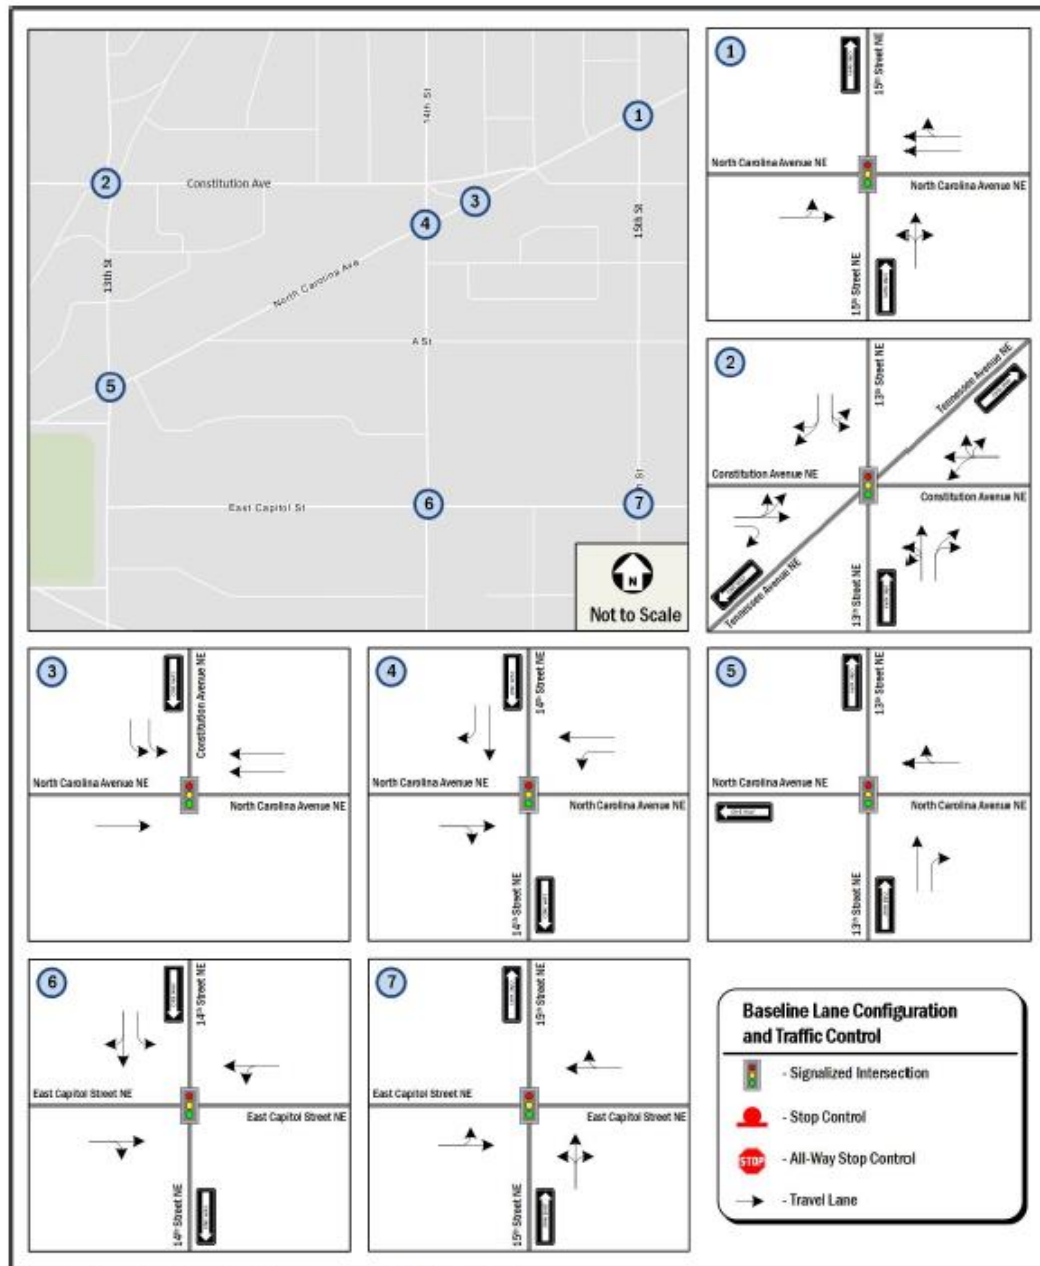 14th St
1
2
Constitution Ave
3
4
13th St
15th St
North Carolina Ave
A St
5
6
7
East Capitol St
N
Not to Scale
1
15th Street NE
North Carolina Avenue NE
North Carolina Avenue NE
15th Street NE
2
13th Street NE
Tennessee Avenue NE
Constitution Avenue NE
Constitution Avenue NE
Tennessee Avenue NE
13th Street NE
3
Constitution Avenue NE
North Carolina Avenue NE
North Carolina Avenue NE
4
14th Street NE
North Carolina Avenue NE
North Carolina Avenue NE
14th Street NE
5
13th Street NE
North Carolina Avenue NE
North Carolina Avenue NE
ONE WAY
13th Street NE
6
14th Street NE
East Capitol Street NE
East Capitol Street NE
14th Street NE
7
15th Street NE
East Capitol Street NE
East Capitol Street NE
15th Street NE
Baseline Lane Configuration
and Traffic Control
- Signalized Intersection
- Stop Control
STOP - All-Way Stop Control
- Travel Lane